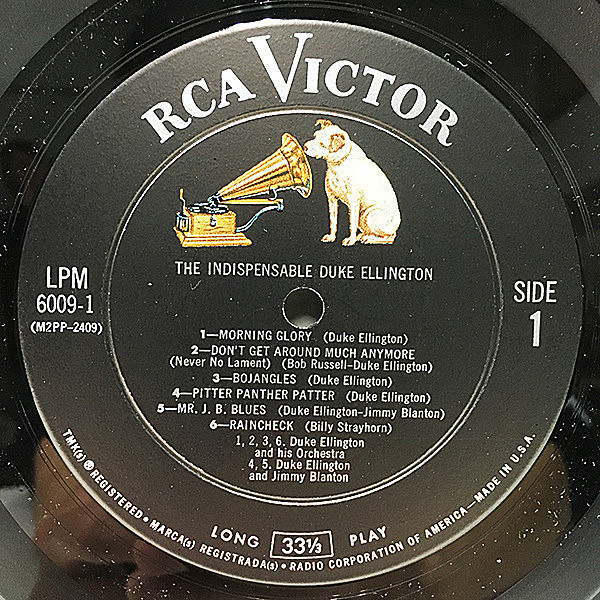 RCA VICTOR
THE INDISPENSABLE DUKE ELLINGTON
LPM
6009-1
(M2PP-2409)
SIDE
1
1—MORNING GLORY (Duke Ellington)
2—DON'T GET AROUND MUCH ANYMORE
(Never No Lament) (Bob Russell-Duke Ellington)
3—BOJANGLES (Duke Ellington)
4—PITTER PANTHER PATTER (Duke Ellington)
5—MR. J. B. BLUES (Duke Ellington-Jimmy Blanton)
6—RAINCHECK (Billy Strayhorn)
1, 2, 3, 6. Duke Ellington
and his Orchestra
4, 5. Duke Ellington
and Jimmy Blanton
LONG 33⅓ PLAY
TMK(s) ® REGISTERED • MARCA(s) REGISTRADA(s) • RADIO CORPORATION OF AMERICA—MADE IN U.S.A.